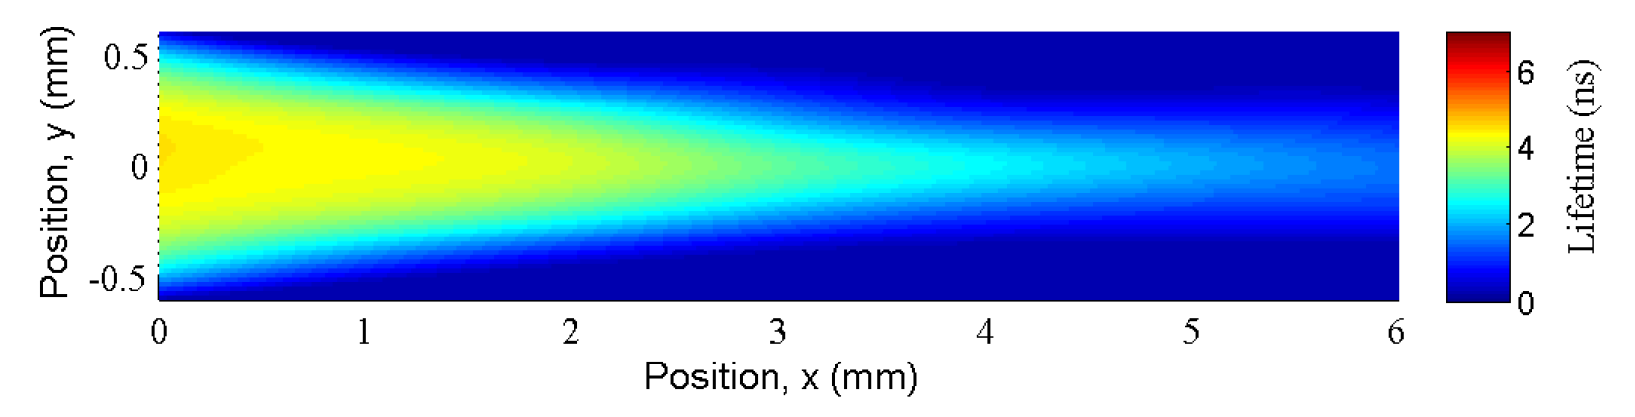 Position, y (mm)
0.5
0
-0.5
0 1 2 3 4 5 6
Position, x (mm)
6
4
2
0
Lifetime (ns)